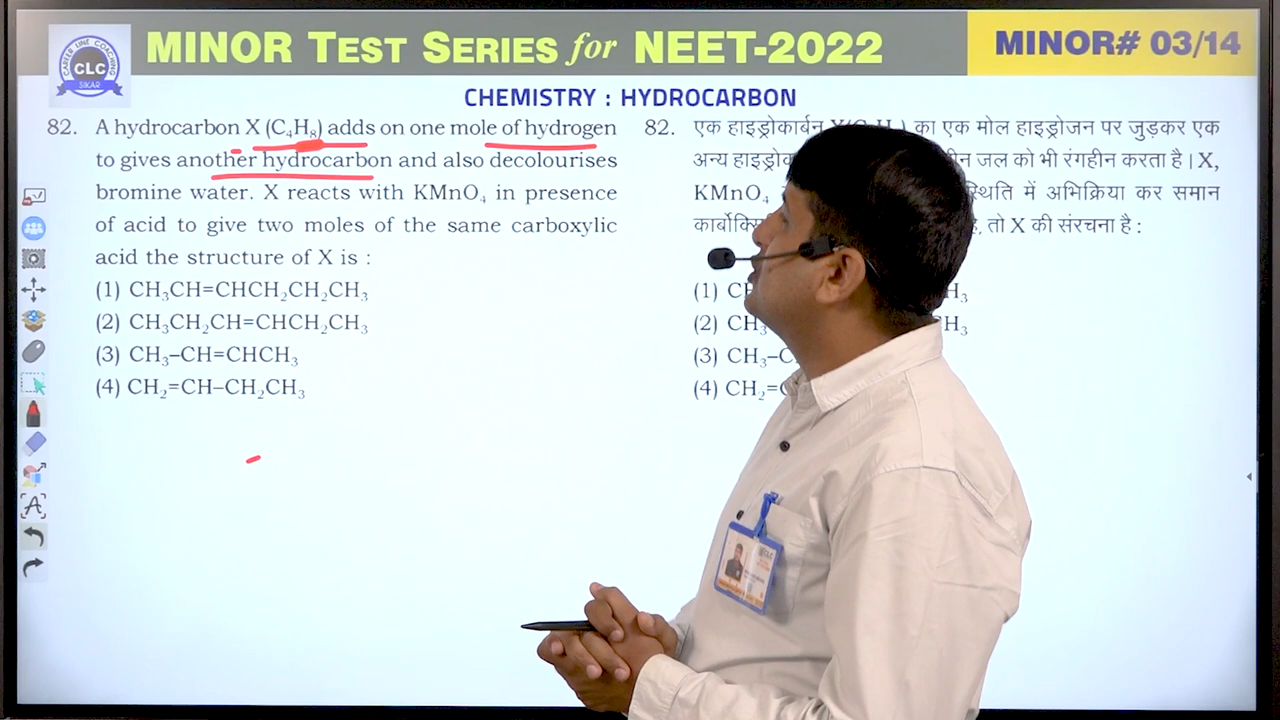 CAREER LINE COACHING
CLC
SIKAR
MINOR TEST SERIES for NEET-2022
MINOR# 03/14
CHEMISTRY : HYDROCARBON
82. A hydrocarbon X (C₄H₈) adds on one mole of hydrogen
to gives another hydrocarbon and also decolourises
bromine water. X reacts with KMnO₄ in presence
of acid to give two moles of the same carboxylic
acid the structure of X is :
(1) CH₃CH=CHCH₂CH₂CH₃
(2) CH₃CH₂CH=CHCH₂CH₃
(3) CH₃–CH=CHCH₃
(4) CH₂=CH–CH₂CH₃
82. एक हाइड्रोकार्बन का एक मोल हाइड्रोजन पर जुड़कर एक
अन्य जल को भी रंगहीन करता है। X,
KMnO₄ में अभिक्रिया कर समान
तो X की संरचना है :
(1) H₃
(2) CH₃ H₃
(3) CH₃–C
(4) CH₂=